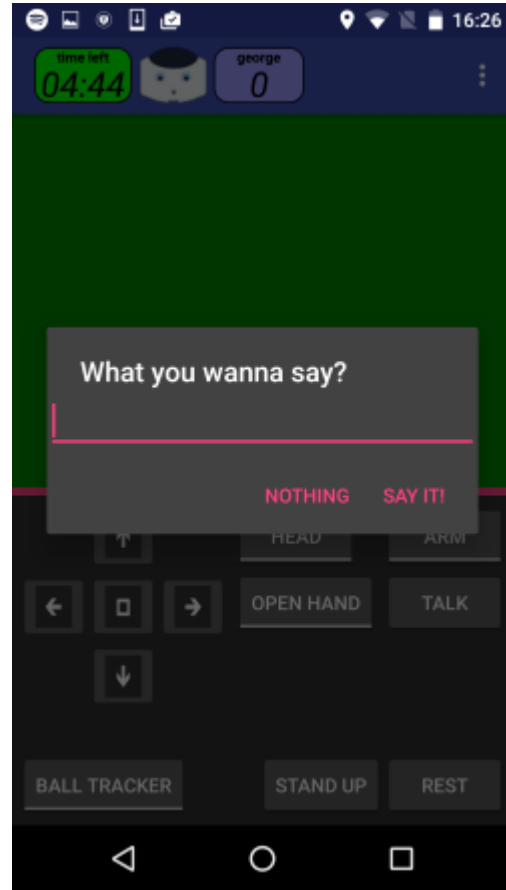 16:26
time left george
04:44 0
What you wanna say?
NOTHING SAY IT!
HEAD ARM
OPEN HAND TALK
BALL TRACKER STAND UP REST